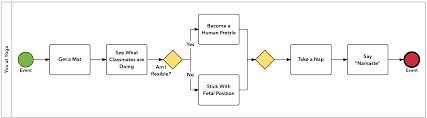 You at Yoga
Event
Get a Mat
See What
Classmates are
Doing
Am I
flexible?
Yes
No
Become a
Human Pretzle
Stick With
Fetal Position
Take a Nap
Say
"Namaste"
Event